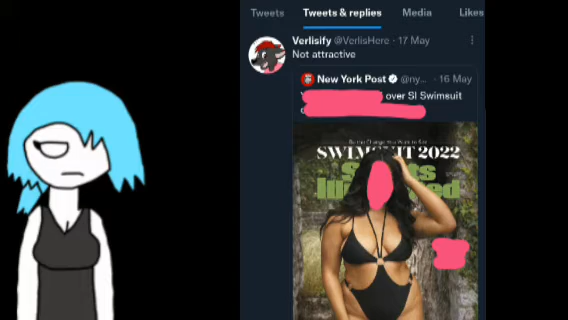 Tweets Tweets & replies Media Likes
Verlisify @VerlisHere · 17 May
Not attractive
New York Post @ny... · 16 May
over SI Swimsuit
SWIMSUIT 2022
Sports
Illustrated